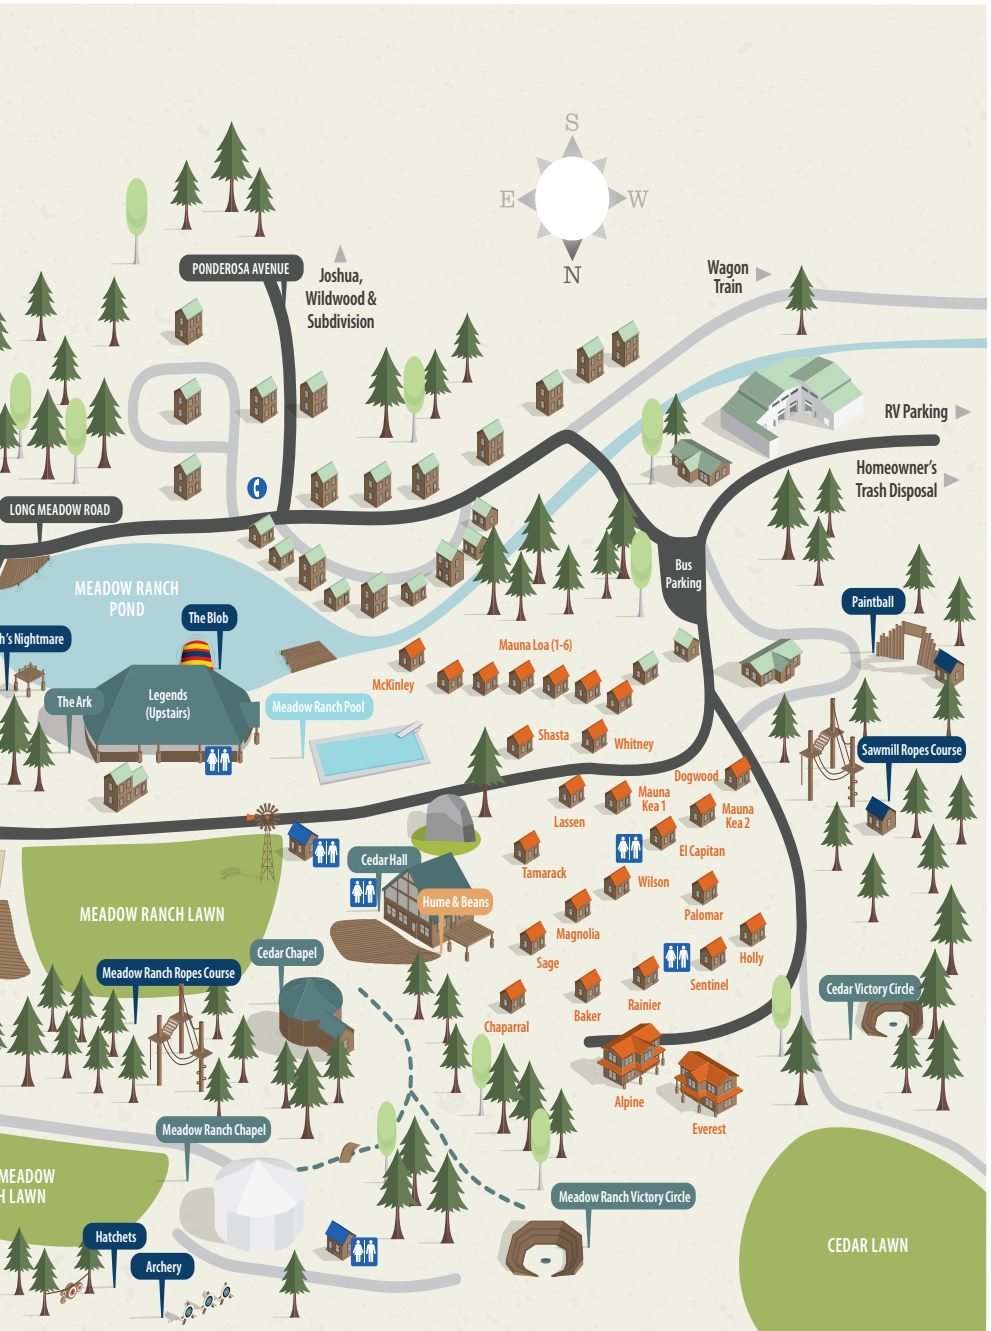 S
E
W
N
PONDEROSA AVENUE
Joshua,
Wildwood &
Subdivision
Wagon
Train
RV Parking
Homeowner's
Trash Disposal
LONG MEADOW ROAD
Bus
Parking
MEADOW RANCH
POND
The Blob
Paintball
h's Nightmare
Mauna Loa (1-6)
McKinley
The Ark
Legends
(Upstairs)
Meadow Ranch Pool
Shasta
Whitney
Sawmill Ropes Course
Dogwood
Mauna
Kea 1
Lassen
Mauna
Kea 2
El Capitan
Cedar Hall
Tamarack
Wilson
Hume & Beans
MEADOW RANCH LAWN
Palomar
Magnolia
Cedar Chapel
Sage
Holly
Meadow Ranch Ropes Course
Sentinel
Cedar Victory Circle
Rainier
Baker
Chaparral
Alpine
Everest
Meadow Ranch Chapel
MEADOW
H LAWN
Meadow Ranch Victory Circle
Hatchets
CEDAR LAWN
Archery